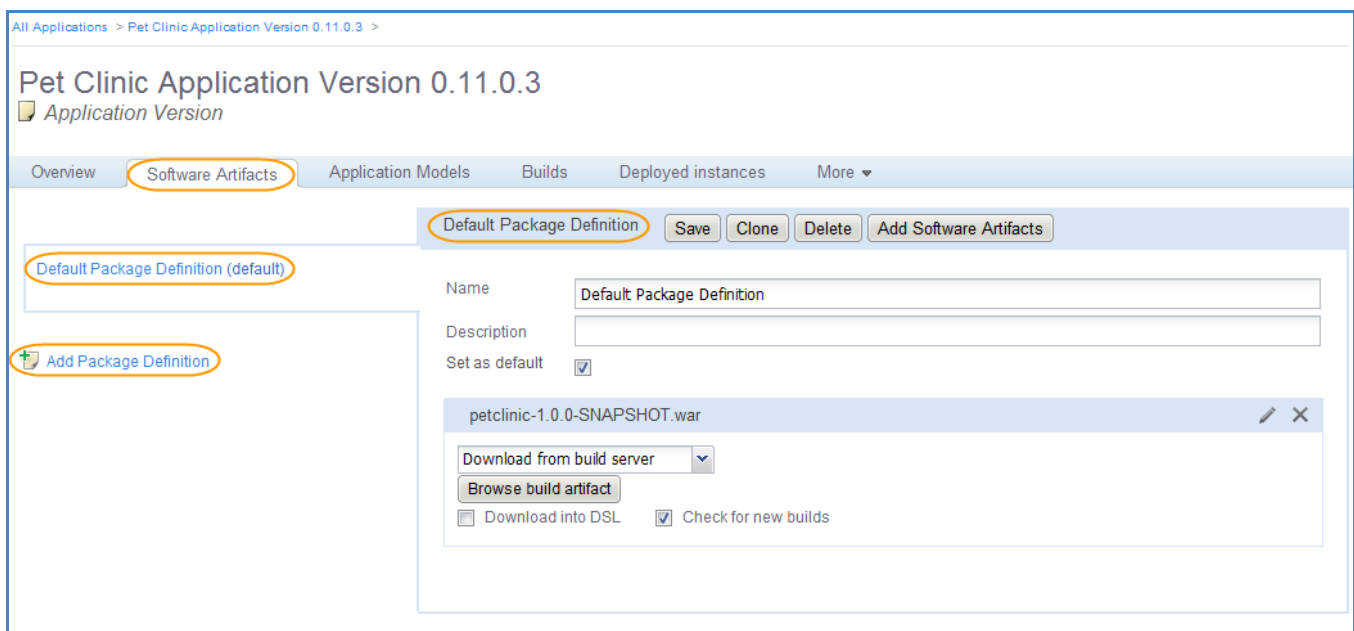 All Applications > Pet Clinic Application Version 0.11.0.3 >
Pet Clinic Application Version 0.11.0.3
Application Version
Overview Software Artifacts Application Models Builds Deployed instances More
Default Package Definition Save Clone Delete Add Software Artifacts
Default Package Definition (default)
Name Default Package Definition
Description
Add Package Definition
Set as default
petclinic-1.0.0-SNAPSHOT.war
Download from build server
Browse build artifact
Download into DSL Check for new builds